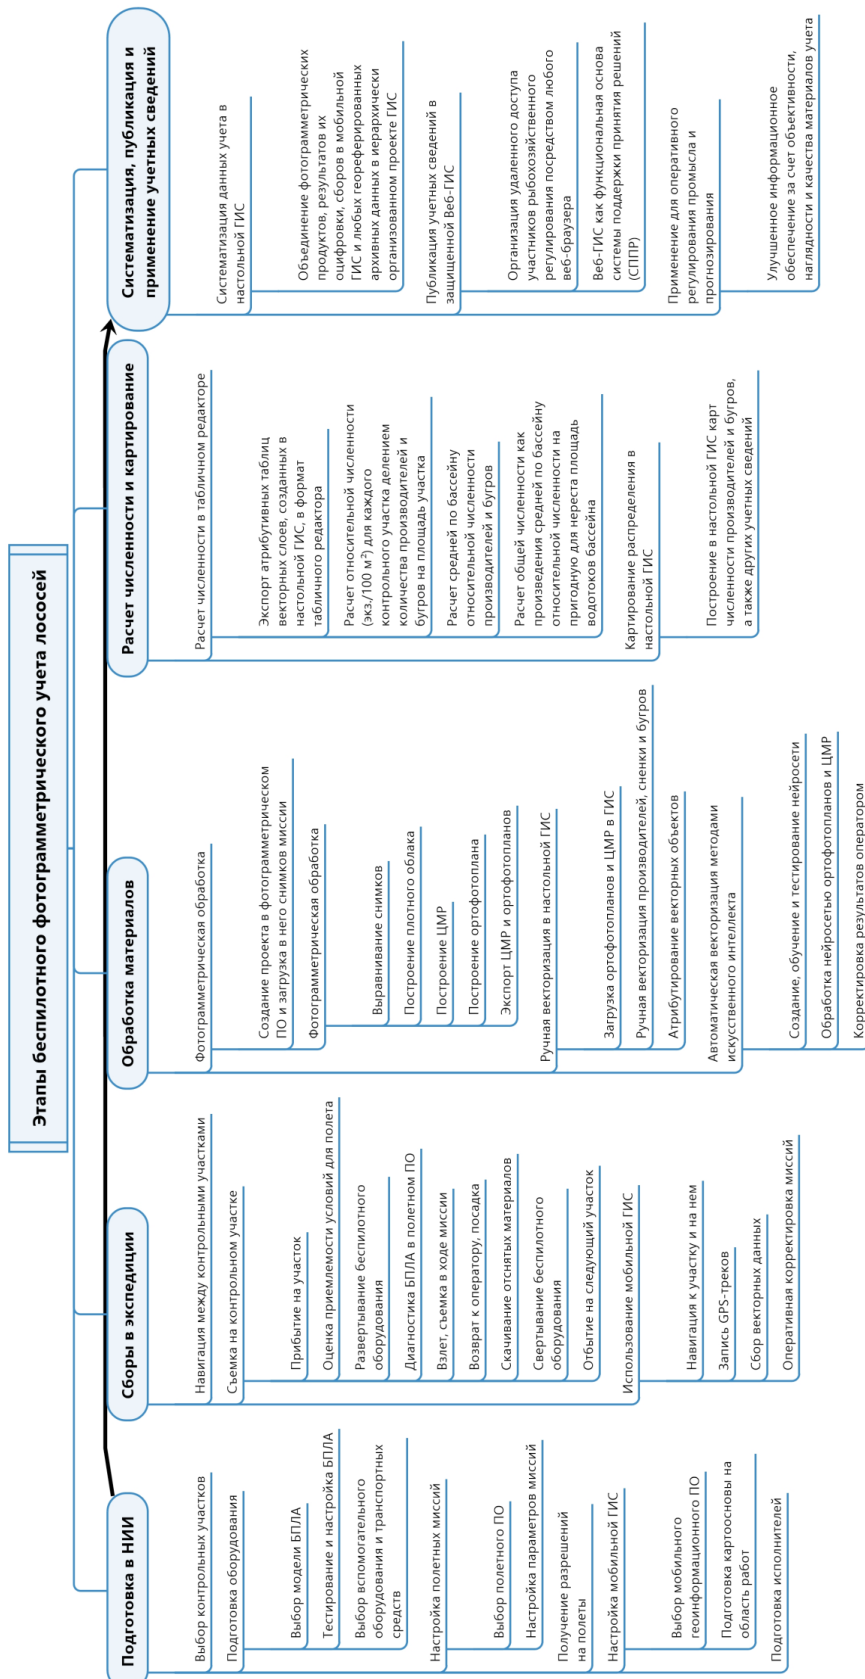 Этапы беспилотного фотограмметрического учета лососей
Подготовка в НИИ
Выбор контрольных участков
Подготовка оборудования
Выбор модели БПЛА
Тестирование и настройка БПЛА
Выбор вспомогательного
оборудования и транспортных
средств
Настройка полетных миссий
Выбор полетного ПО
Настройка параметров миссий
Получение разрешений
на полеты
Настройка мобильной ГИС
Выбор мобильного
геоинформационного ПО
Подготовка картоосновы на
область работ
Подготовка исполнителей
Сборы в экспедиции
Навигация между контрольными участками
Съемка на контрольном участке
Прибытие на участок
Оценка приемлемости условий для полета
Развертывание беспилотного
оборудования
Диагностика БПЛА в полетном ПО
Взлет, съемка в ходе миссии
Возврат к оператору, посадка
Скачивание отснятых материалов
Свертывание беспилотного
оборудования
Отбытие на следующий участок
Использование мобильной ГИС
Навигация к участку и на нем
Запись GPS-треков
Сбор векторных данных
Оперативная корректировка миссий
Обработка материалов
Фотограмметрическая обработка
Создание проекта в фотограмметрическом
ПО и загрузка в него снимков миссии
Фотограмметрическая обработка
Выравнивание снимков
Построение плотного облака
Построение ЦМР
Построение ортофотоплана
Экспорт ЦМР и ортофотопланов
Ручная векторизация в настольной ГИС
Загрузка ортофотопланов и ЦМР в ГИС
Ручная векторизация производителей, сненки и бугров
Атрибутирование векторных объектов
Автоматическая векторизация методами
искусственного интеллекта
Создание, обучение и тестирование нейросети
Обработка нейросетью ортофотопланов и ЦМР
Корректировка результатов оператором
Расчет численности и картирование
Расчет численности в табличном редакторе
Экспорт атрибутивных таблиц
векторных слоев, созданных в
настольной ГИС, в формат
табличного редактора
Расчет относительной численности
(экз./100 м²) для каждого
контрольного участка делением
количества производителей и
бугров на площадь участка
Расчет средней по бассейну
относительной численности
производителей и бугров
Расчет общей численности как
произведения средней по бассейну
относительной численности на
пригодную для нереста площадь
водотоков бассейна
Картирование распределения в
настольной ГИС
Построение в настольной ГИС карт
численности производителей и бугров,
а также других учетных сведений
Систематизация, публикация и
применение учетных сведений
Систематизация данных учета в
настольной ГИС
Объединение фотограмметрических
продуктов, результатов их
оцифровки, сборов в мобильной
ГИС и любых геореферированных
архивных данных в иерархически
организованном проекте ГИС
Публикация учетных сведений в
защищенной Веб-ГИС
Организация удаленного доступа
участников рыбохозяйственного
регулирования посредством любого
веб-браузера
Веб-ГИС как функциональная основа
системы поддержки принятия решений
(СППР)
Применение для оперативного
регулирования промысла и
прогнозирования
Улучшенное информационное
обеспечение за счет объективности,
наглядности и качества материалов учета